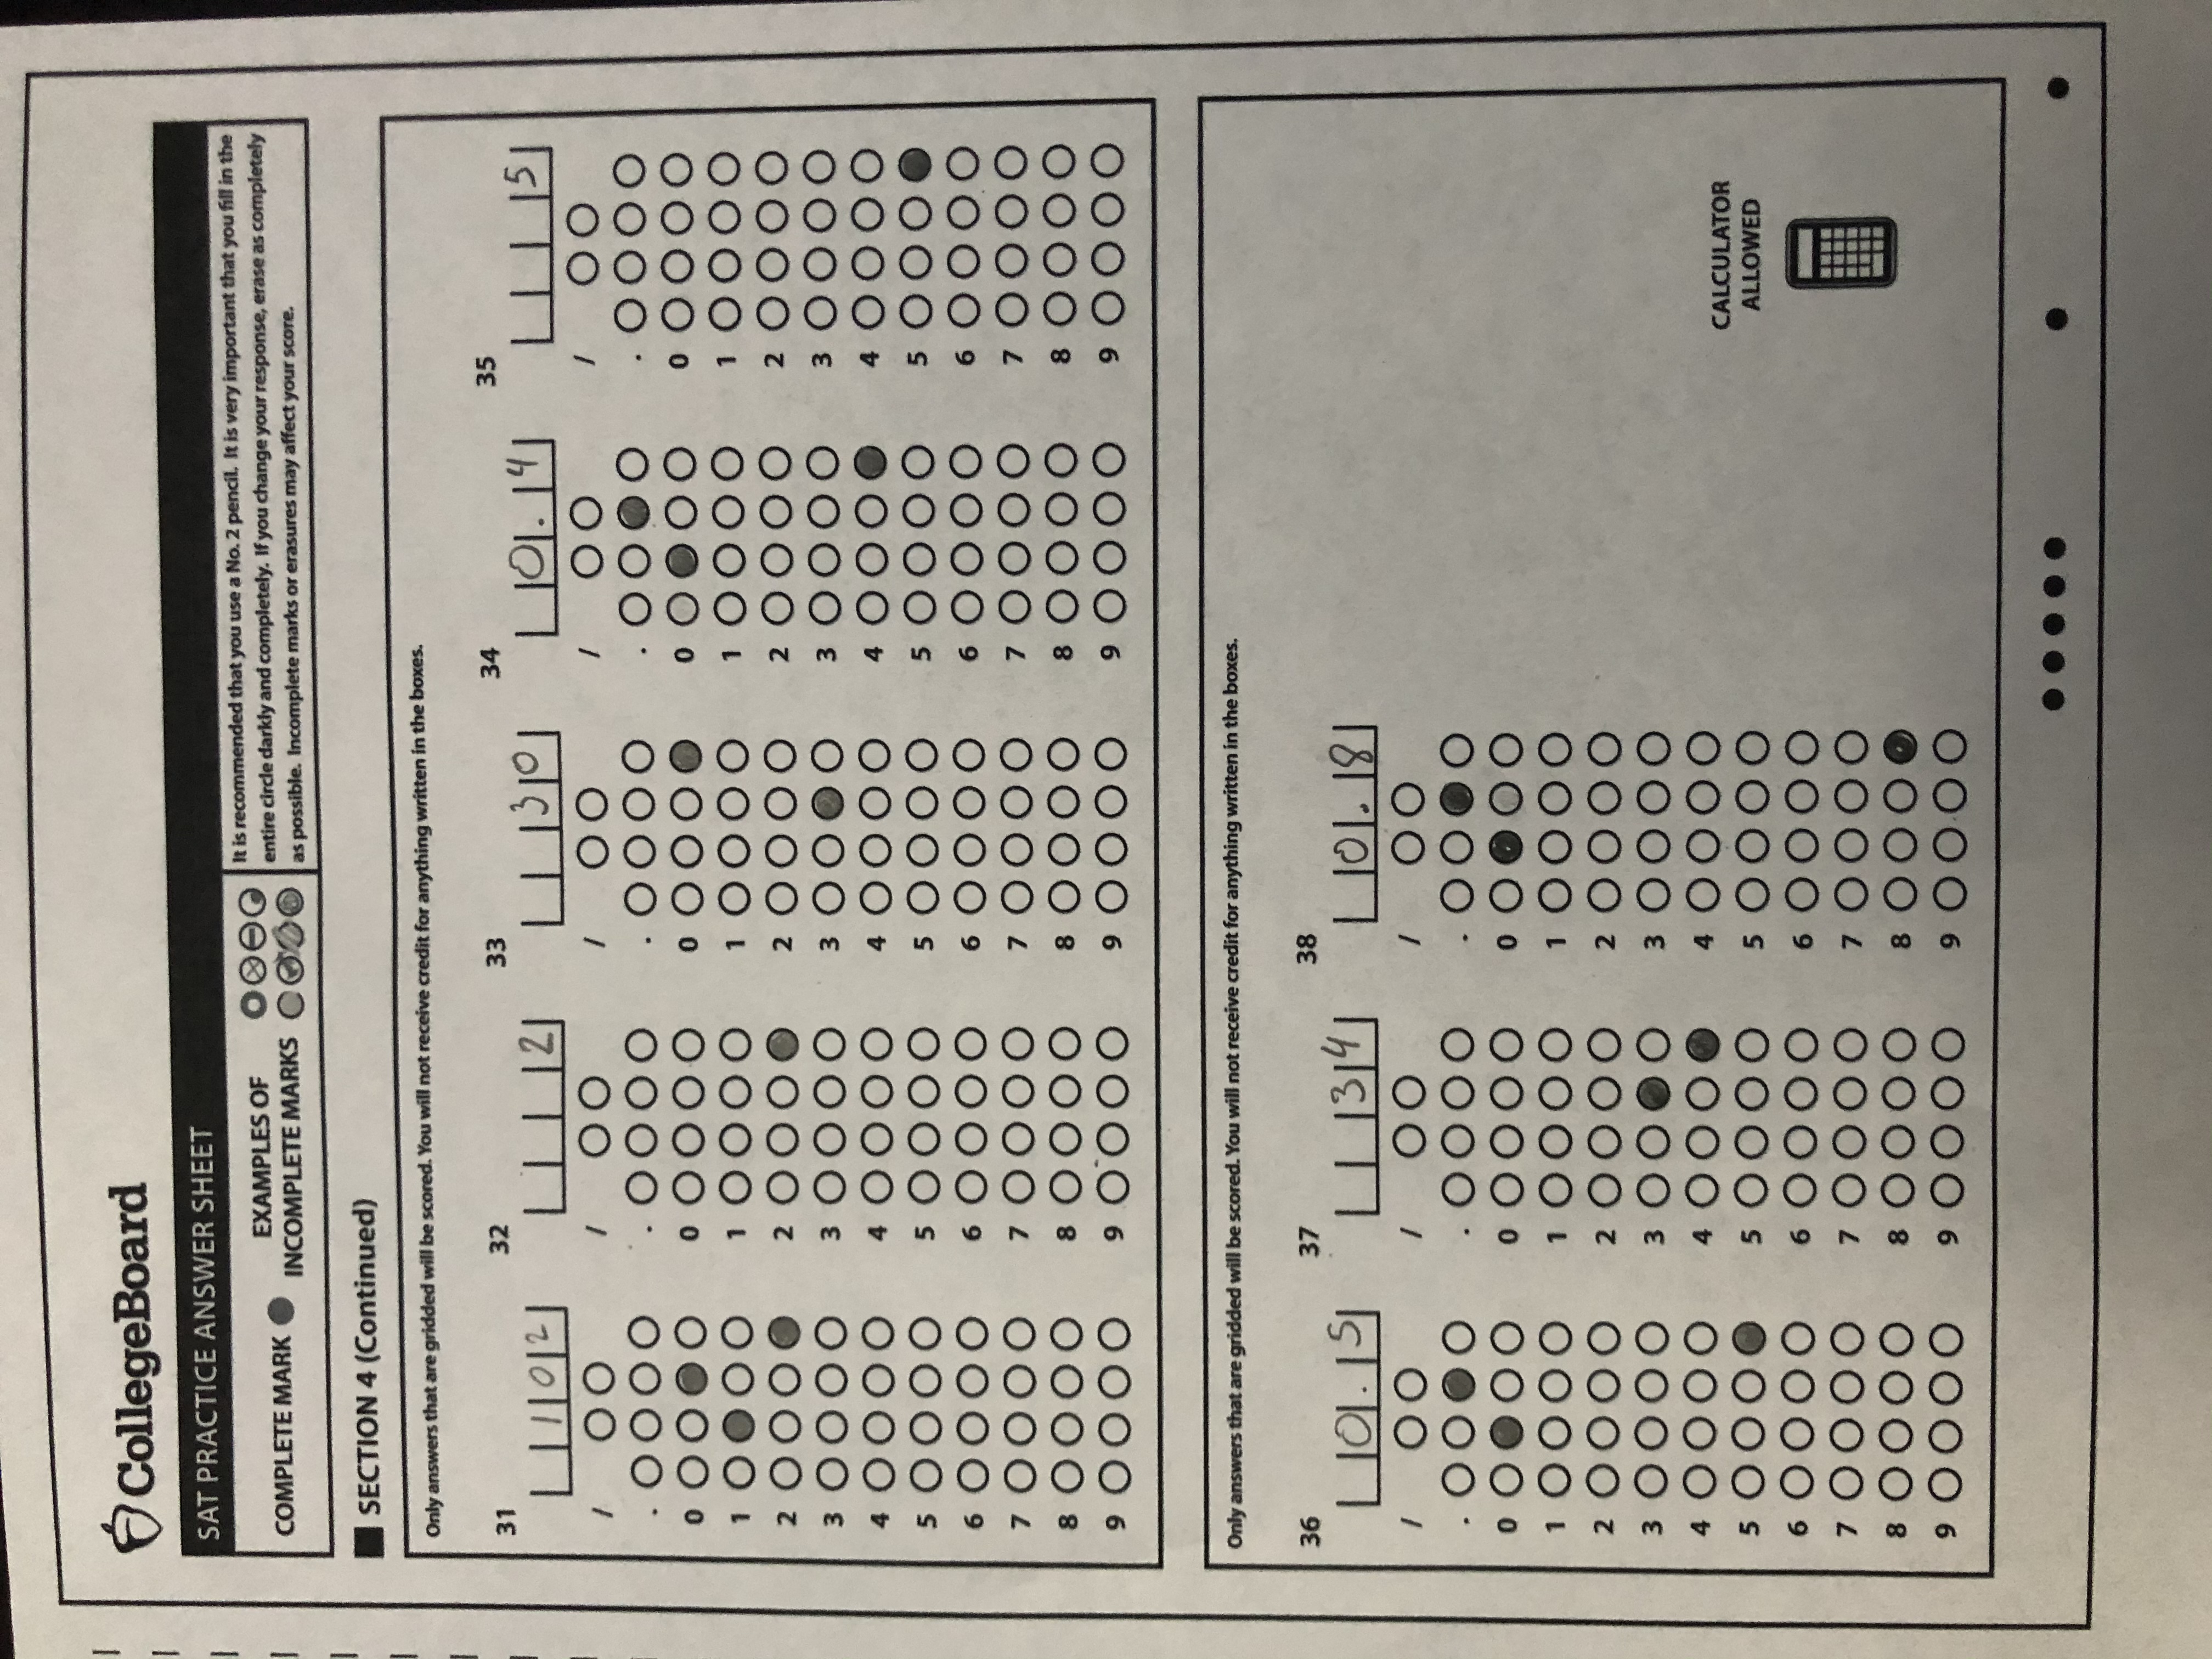 CollegeBoard
SAT PRACTICE ANSWER SHEET
COMPLETE MARK
EXAMPLES OF
INCOMPLETE MARKS
It is recommended that you use a No. 2 pencil. It is very important that you fill in the
entire circle darkly and completely. If you change your response, erase as completely
as possible. Incomplete marks or erasures may affect your score.
SECTION 4 (Continued)
Only answers that are gridded will be scored. You will not receive credit for anything written in the boxes.
31 32 33 34 35
102 2 30 0.4 5
/ / / / /
. . . . .
0 0 0 0 0
1 1 1 1 1
2 2 2 2 2
3 3 3 3 3
4 4 4 4 4
5 5 5 5 5
6 6 6 6 6
7 7 7 7 7
8 8 8 8 8
9 9 9 9 9
Only answers that are gridded will be scored. You will not receive credit for anything written in the boxes.
36 37 38
0.5 34 0.8
/ / /
. . .
0 0 0
1 1 1
2 2 2
3 3 3
4 4 4
5 5 5
6 6 6
7 7 7
8 8 8
9 9 9
CALCULATOR
ALLOWED